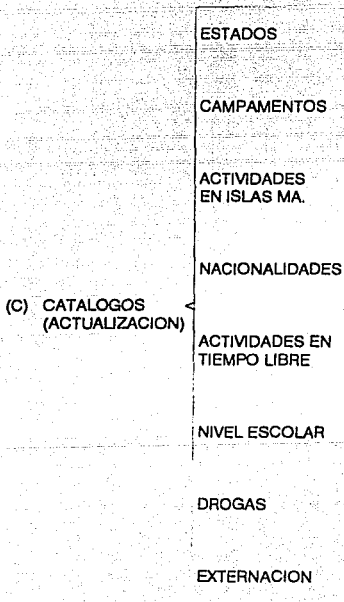 ESTADOS
CAMPAMENTOS
ACTIVIDADES
EN ISLAS MA.
NACIONALIDADES
(C) CATALOGOS
(ACTUALIZACION)
ACTIVIDADES EN
TIEMPO LIBRE
NIVEL ESCOLAR
DROGAS
EXTERNACION